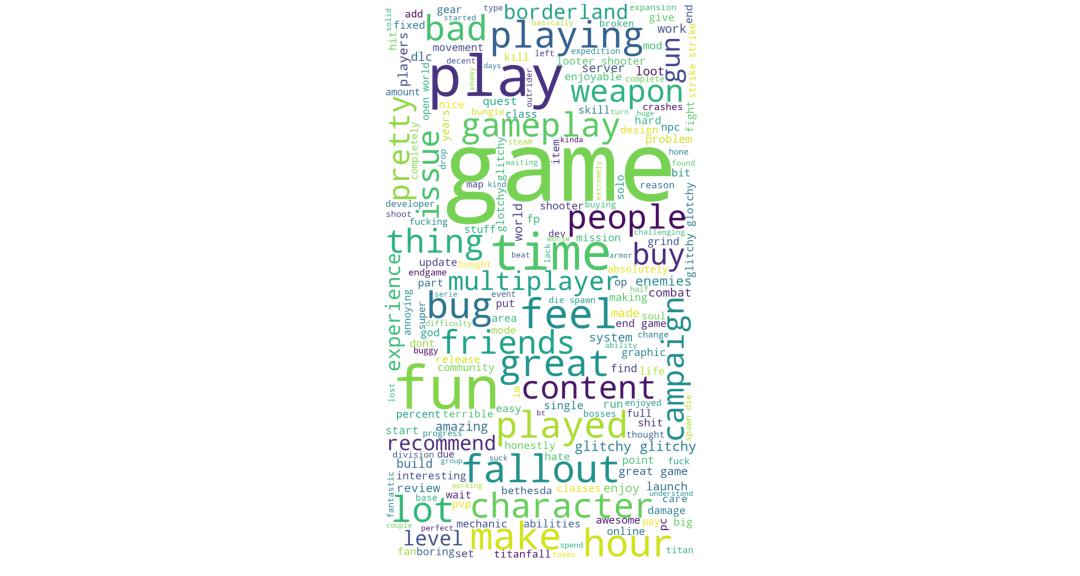 add gear type borderland expansion give end
solid started basically broken work
hit fixed bad playing mod
players movement kill left expedition gun strike strike
dlc decent days looter shooter
play server loot
enemy outrider enjoyable complete
amount open world quest weapon
nice bungie class skill turn huge crashes fight
pretty completely years gameplay hard npc
design problem
issue steam item kinda hone
drop glotchy glitchy waiting extremely found
game bit
map kind solo reason
developer shooter buying
shoot world fp people
fucking stuff dev challenging glitchy glotchy
thing time worse mission grind
lack buy
update bought beat armor absolutely
endgame multiplayer op enemies
experience part making combat
serie event die spawn half
annoying super bug put feel made soul
difficulty area end game campaign
god mode system change
dont friends ability
buggy graphic
release great find life
community
lost fun im content
easy single run enjoyed
percent terrible bt bosses full spawn die
start amazing played shit
progress thought
recommend honestly glitchy glitchy
division due hate
build group suck fallout point fuck
interesting great game
fantastic review working bethesda classes enjoy launch
base wait understand
lot pvp character care
couple damage
perfect mechanic abilities awesome pay pc big
level make online
hour
fan boring set titanfall spend takes titan